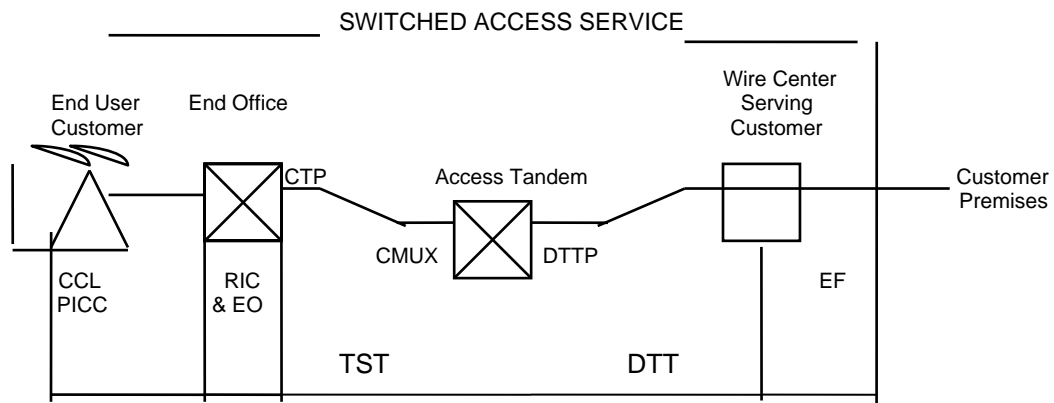 SWITCHED ACCESS SERVICE
Wire Center
Serving
Customer
End User
Customer
End Office
CTP
Access Tandem
Customer
Premises
CMUX
DTTP
CCL
PICC
RIC
& EO
EF
TST
DTT